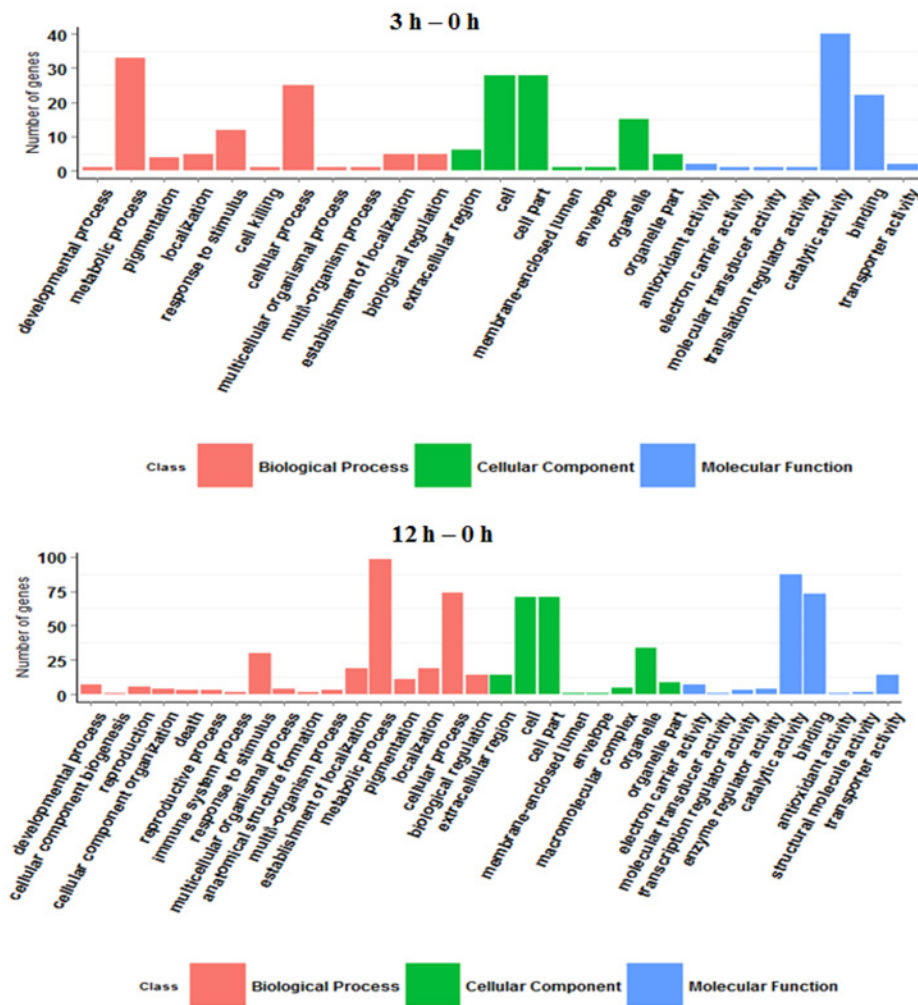 3 h – 0 h
Number of genes
40
30
20
10
0
developmental process
metabolic process
pigmentation
localization
response to stimulus
cell killing
cellular process
multicellular organismal process
multi-organism process
establishment of localization
biological regulation
extracellular region
cell
cell part
membrane-enclosed lumen
envelope
organelle
organelle part
antioxidant activity
electron carrier activity
molecular transducer activity
translation regulator activity
catalytic activity
binding
transporter activity
Class Biological Process Cellular Component Molecular Function
12 h – 0 h
Number of genes
100
75
50
25
0
developmental process
cellular component biogenesis
reproduction
cellular component organization
death
reproductive process
immune system process
response to stimulus
multicellular organismal process
anatomical structure formation
multi-organism process
establishment of localization
metabolic process
pigmentation
localization
cellular process
biological regulation
extracellular region
cell
cell part
membrane-enclosed lumen
envelope
macromolecular complex
organelle
organelle part
electron carrier activity
molecular transducer activity
transcription regulator activity
enzyme regulator activity
catalytic activity
binding
antioxidant activity
structural molecule activity
transporter activity
Class Biological Process Cellular Component Molecular Function